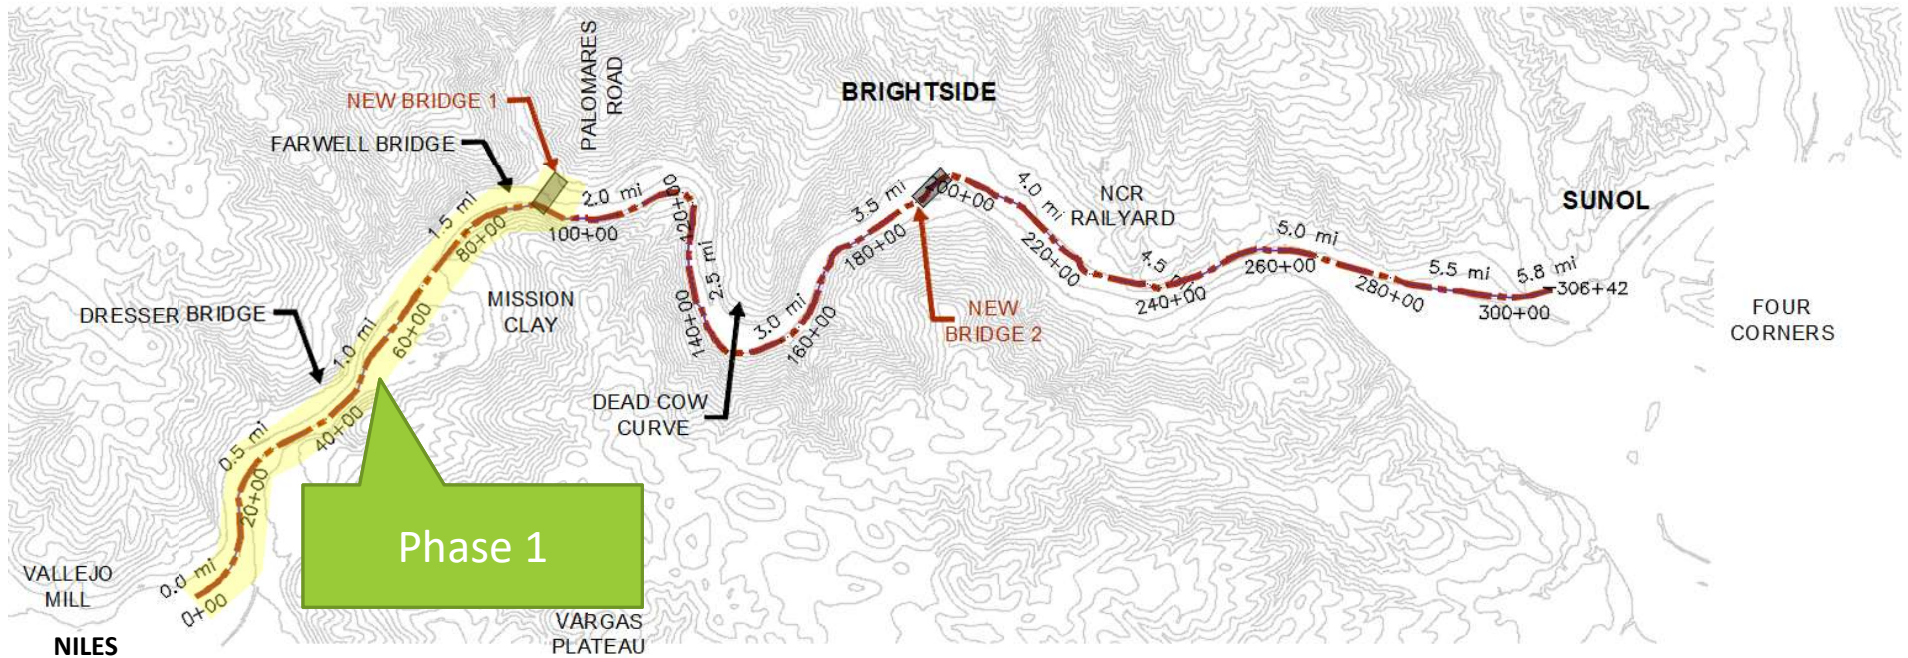 PALOMARES
ROAD
BRIGHTSIDE
NEW BRIDGE 1
FARWELL BRIDGE
NCR
RAILYARD
SUNOL
DRESSER BRIDGE
MISSION
CLAY
NEW
BRIDGE 2
FOUR
CORNERS
DEAD COW
CURVE
Phase 1
VALLEJO
MILL
NILES
VARGAS
PLATEAU
0.0 mi
0.5 mi
1.0 mi
1.5 mi
2.0 mi
2.5 mi
3.0 mi
3.5 mi
4.0 mi
4.5 mi
5.0 mi
5.5 mi
5.8 mi
0+00
20+00
40+00
60+00
80+00
100+00
120+00
140+00
160+00
180+00
200+00
220+00
240+00
260+00
280+00
300+00
306+42